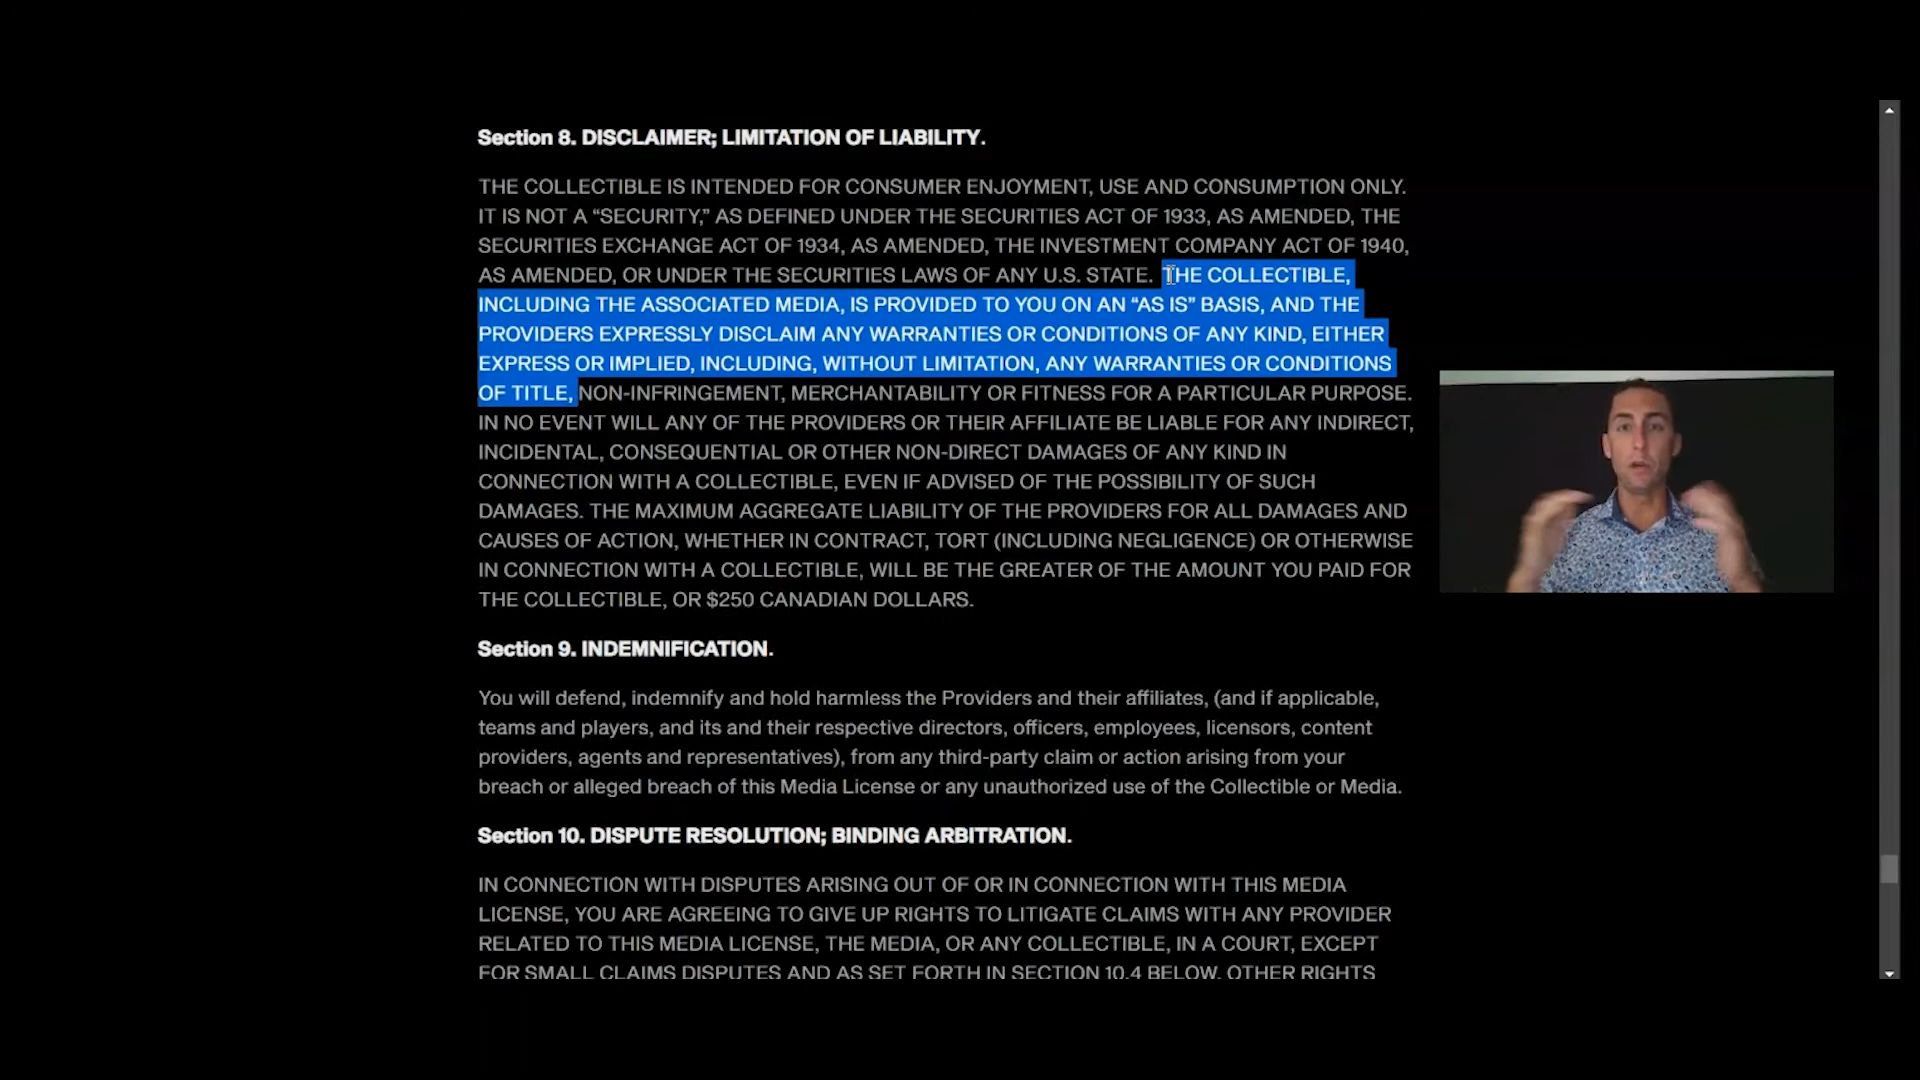 Section 8. DISCLAIMER; LIMITATION OF LIABILITY.
THE COLLECTIBLE IS INTENDED FOR CONSUMER ENJOYMENT, USE AND CONSUMPTION ONLY.
IT IS NOT A “SECURITY,” AS DEFINED UNDER THE SECURITIES ACT OF 1933, AS AMENDED, THE
SECURITIES EXCHANGE ACT OF 1934, AS AMENDED, THE INVESTMENT COMPANY ACT OF 1940,
AS AMENDED, OR UNDER THE SECURITIES LAWS OF ANY U.S. STATE. THE COLLECTIBLE,
INCLUDING THE ASSOCIATED MEDIA, IS PROVIDED TO YOU ON AN “AS IS” BASIS, AND THE
PROVIDERS EXPRESSLY DISCLAIM ANY WARRANTIES OR CONDITIONS OF ANY KIND, EITHER
EXPRESS OR IMPLIED, INCLUDING, WITHOUT LIMITATION, ANY WARRANTIES OR CONDITIONS
OF TITLE, NON-INFRINGEMENT, MERCHANTABILITY OR FITNESS FOR A PARTICULAR PURPOSE.
IN NO EVENT WILL ANY OF THE PROVIDERS OR THEIR AFFILIATE BE LIABLE FOR ANY INDIRECT,
INCIDENTAL, CONSEQUENTIAL OR OTHER NON-DIRECT DAMAGES OF ANY KIND IN
CONNECTION WITH A COLLECTIBLE, EVEN IF ADVISED OF THE POSSIBILITY OF SUCH
DAMAGES. THE MAXIMUM AGGREGATE LIABILITY OF THE PROVIDERS FOR ALL DAMAGES AND
CAUSES OF ACTION, WHETHER IN CONTRACT, TORT (INCLUDING NEGLIGENCE) OR OTHERWISE
IN CONNECTION WITH A COLLECTIBLE, WILL BE THE GREATER OF THE AMOUNT YOU PAID FOR
THE COLLECTIBLE, OR $250 CANADIAN DOLLARS.
Section 9. INDEMNIFICATION.
You will defend, indemnify and hold harmless the Providers and their affiliates, (and if applicable,
teams and players, and its and their respective directors, officers, employees, licensors, content
providers, agents and representatives), from any third-party claim or action arising from your
breach or alleged breach of this Media License or any unauthorized use of the Collectible or Media.
Section 10. DISPUTE RESOLUTION; BINDING ARBITRATION.
IN CONNECTION WITH DISPUTES ARISING OUT OF OR IN CONNECTION WITH THIS MEDIA
LICENSE, YOU ARE AGREEING TO GIVE UP RIGHTS TO LITIGATE CLAIMS WITH ANY PROVIDER
RELATED TO THIS MEDIA LICENSE, THE MEDIA, OR ANY COLLECTIBLE, IN A COURT, EXCEPT
FOR SMALL CLAIMS DISPUTES AND AS SET FORTH IN SECTION 10.4 BELOW. OTHER RIGHTS